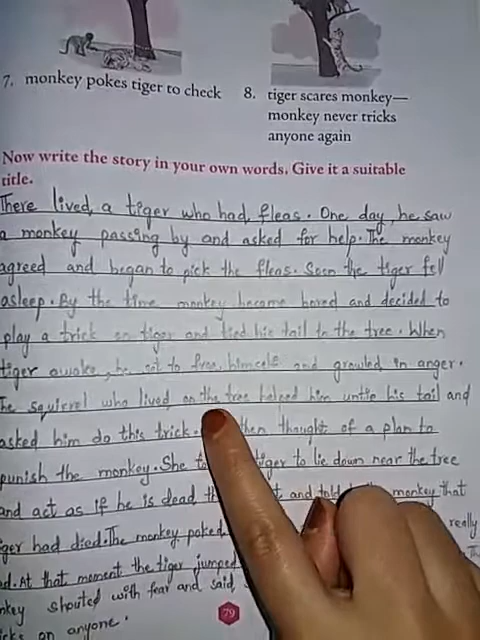 7. monkey pokes tiger to check
8. tiger scares monkey—
monkey never tricks
anyone again
Now write the story in your own words. Give it a suitable
title.
There lived a tiger who had fleas. One day, he saw
a monkey passing by and asked for help. The monkey
agreed and began to pick the fleas. Soon the tiger fell
asleep. By the time monkey became bored and decided to
play a trick on tiger and tied his tail to the tree. When
tiger awake, he to free himself and growled in anger.
The squirrel who lived on the tree helped him untie his tail and
asked him do this trick. then thought of a plan to
punish the monkey. She tiger to lie down near the tree
and act as if he is dead and told the monkey that
tiger had died. The monkey poked really
At that moment the tiger jumped
shouted with fear and said
on anyone.
79